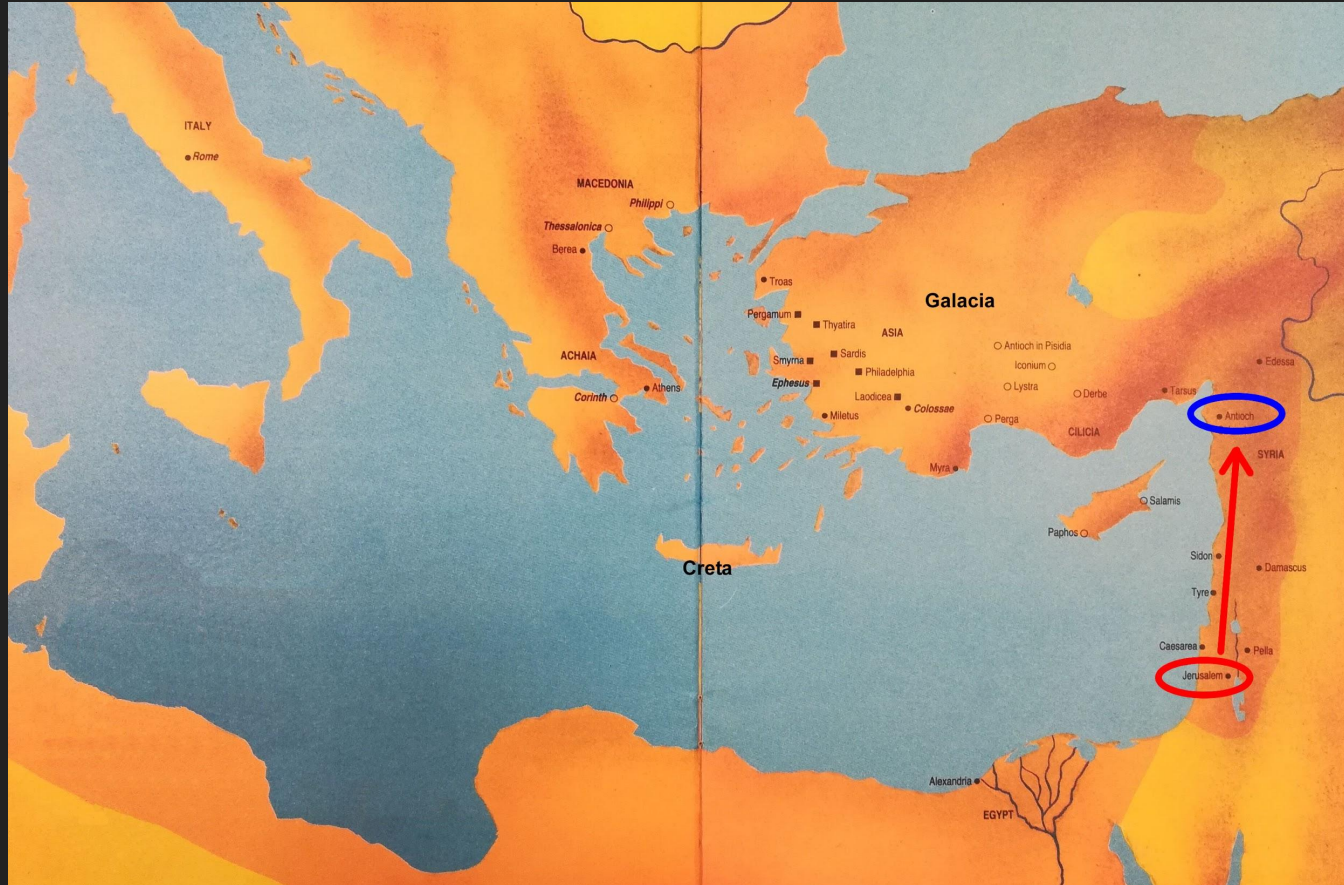 ITALY
Rome
MACEDONIA
Philippi
Thessalonica
Berea
Troas
Galacia
Pergamum
Thyatira
ASIA
Antioch in Pisidia
ACHAIA
Sardis
Smyrna
Iconium
Edessa
Philadelphia
Ephesus
Athens
Lystra
Tarsus
Corinth
Laodicea
Derbe
Colossae
Miletus
Antioch
Perga
CILICIA
SYRIA
Myra
Salamis
Paphos
Sidon
Creta
Damascus
Tyre
Caesarea
Pella
Jerusalem
Alexandria
EGYPT